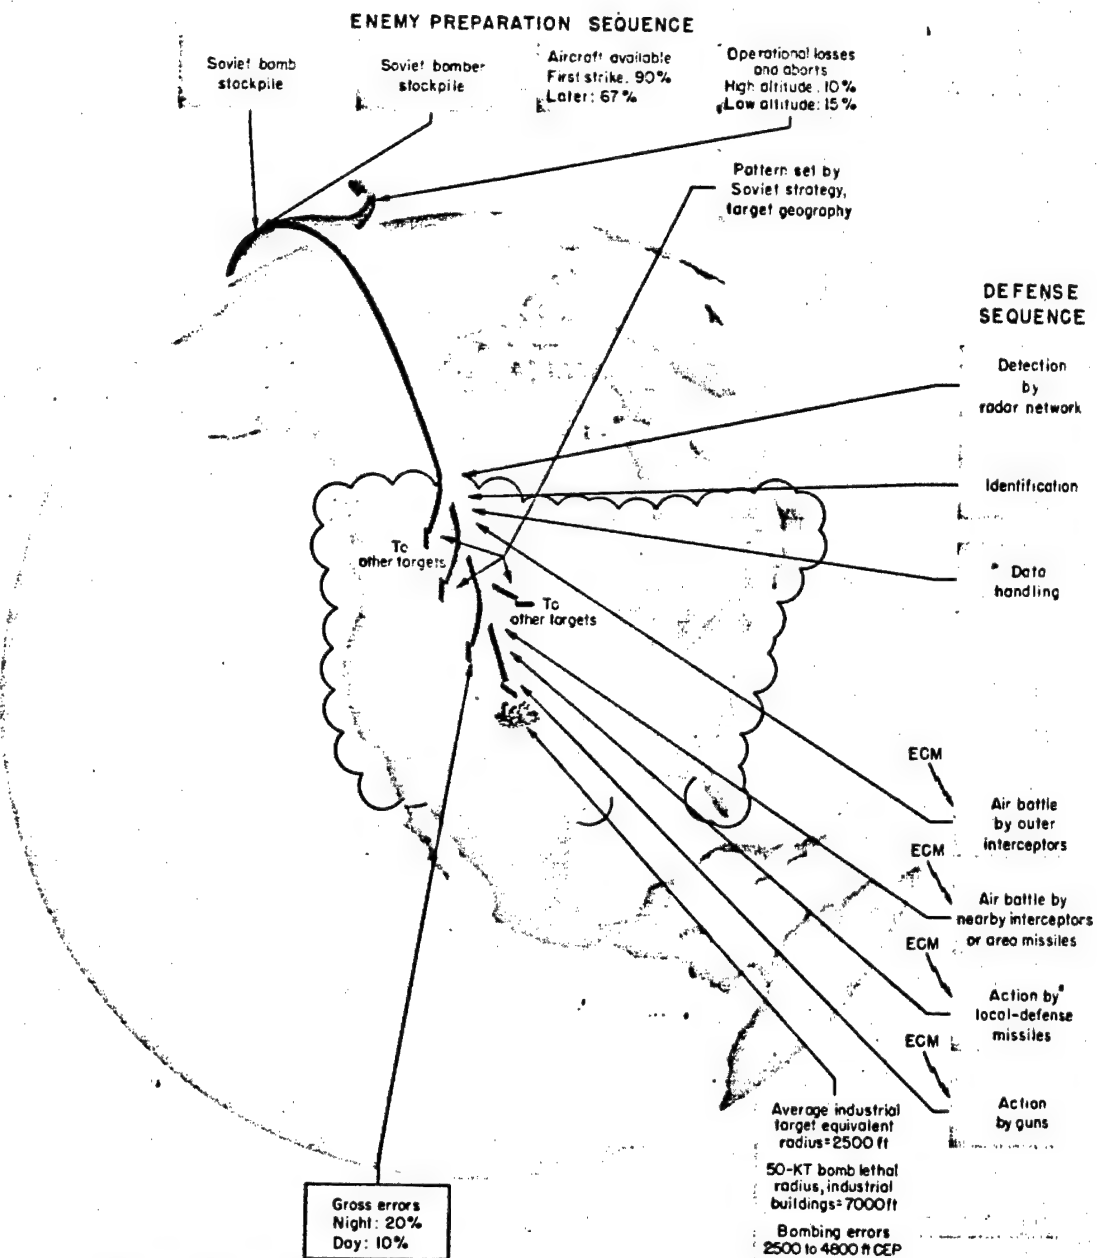 ENEMY PREPARATION SEQUENCE
Soviet bomb
stockpile
Soviet bomber
stockpile
Aircraft available
First strike: 90%
Later: 67%
Operational losses
and aborts
High altitude: 10%
Low altitude: 15%
Pattern set by
Soviet strategy,
target geography
DEFENSE
SEQUENCE
Detection
by
radar network
Identification
Data
handling
To
other targets
To
other targets
ECM
Air battle
by outer
interceptors
ECM
Air battle by
nearby interceptors
or area missiles
ECM
Action by
local-defense
missiles
ECM
Action
by guns
Average industrial
target equivalent
radius=2500 ft
50-KT bomb lethal
radius, industrial
buildings=7000ft
Bombing errors
2500 to 4800 ft CEP
Gross errors
Night: 20%
Day: 10%